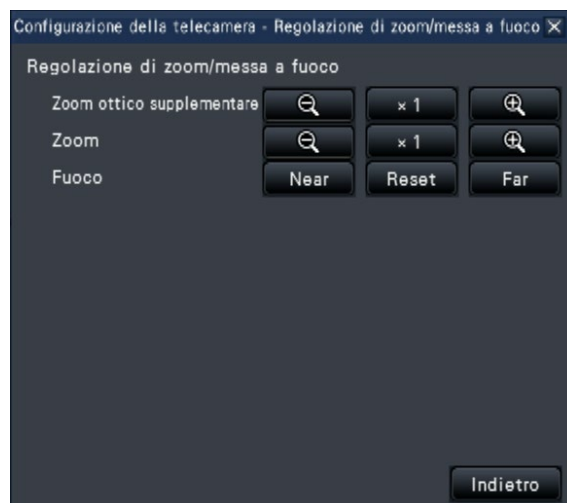 Configurazione della telecamera - Regolazione di zoom/messa a fuoco ×
Regolazione di zoom/messa a fuoco
Zoom ottico supplementare × 1
Zoom × 1
Fuoco Near Reset Far
Indietro